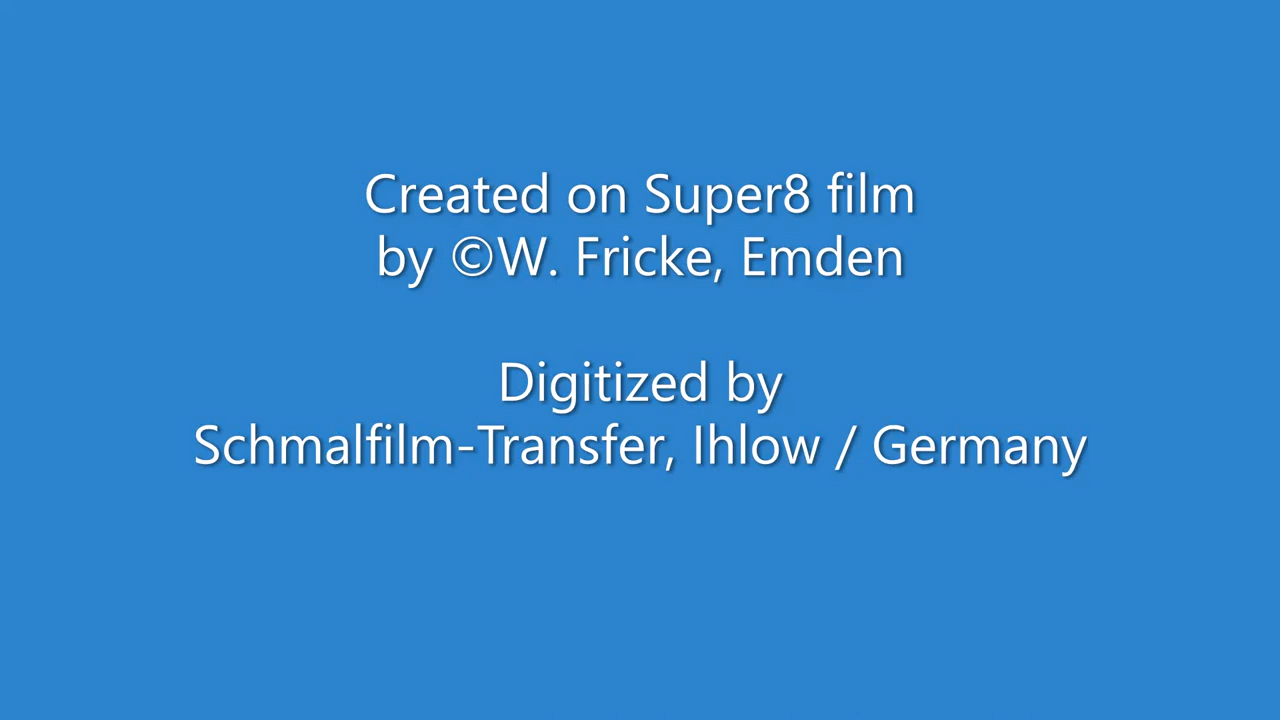 Created on Super8 film
by ©W. Fricke, Emden
Digitized by
Schmalfilm-Transfer, Ihlow / Germany